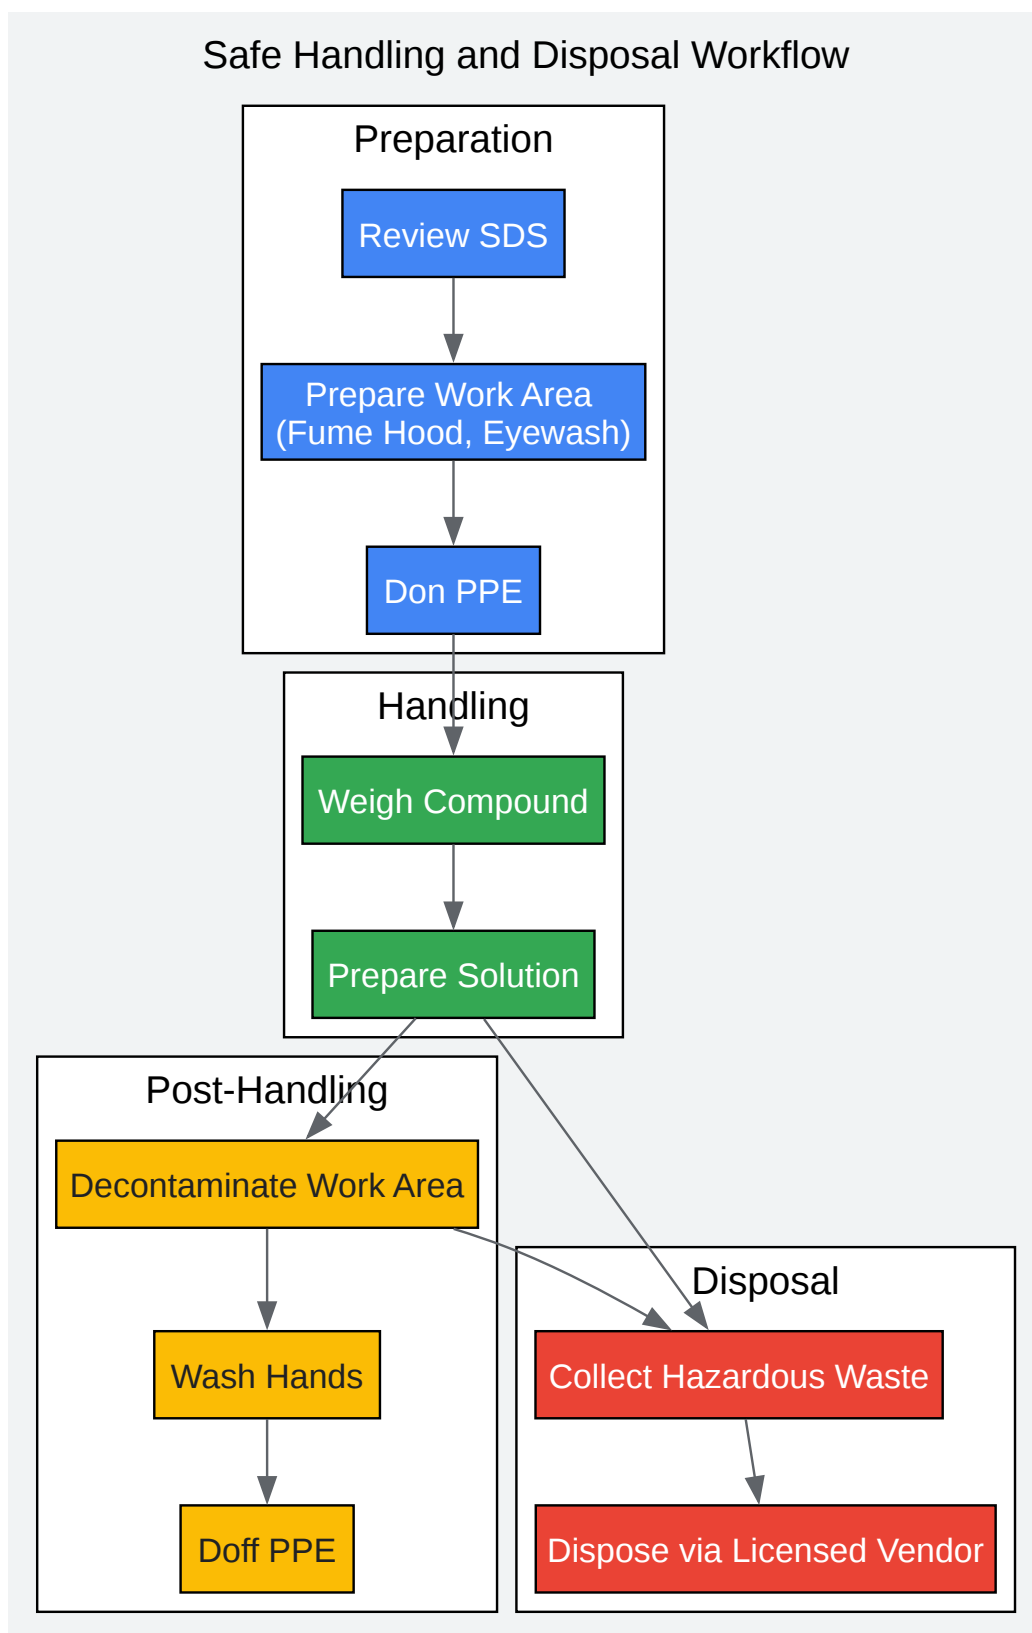 Safe Handling and Disposal Workflow
Preparation
Review SDS
Prepare Work Area
(Fume Hood, Eyewash)
Don PPE
Handling
Weigh Compound
Prepare Solution
Post-Handling
Decontaminate Work Area
Wash Hands
Doff PPE
Disposal
Collect Hazardous Waste
Dispose via Licensed Vendor